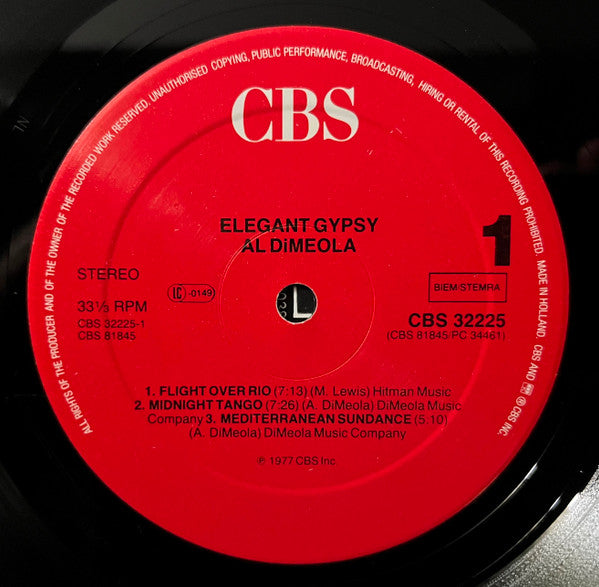 ALL RIGHTS OF THE PRODUCER AND OF THE OWNER OF THE RECORDED WORK RESERVED. UNAUTHORISED COPYING, PUBLIC PERFORMANCE, BROADCASTING, HIRING OR RENTAL OF THIS RECORDING PROHIBITED. MADE IN HOLLAND. CBS AND ® CBS INC.
CBS
ELEGANT GYPSY
AL DiMEOLA
1
STEREO
LC-0149
BIEM/STEMRA
33⅓ RPM
CBS 32225-1
CBS 81845
CBS 32225
(CBS 81845/PC 34461)
1. FLIGHT OVER RIO (7:13) (M. Lewis) Hitman Music
2. MIDNIGHT TANGO (7:26) (A. DiMeola) DiMeola Music
Company 3. MEDITERRANEAN SUNDANCE (5.10)
(A. DiMeola) DiMeola Music Company
℗ 1977 CBS Inc.